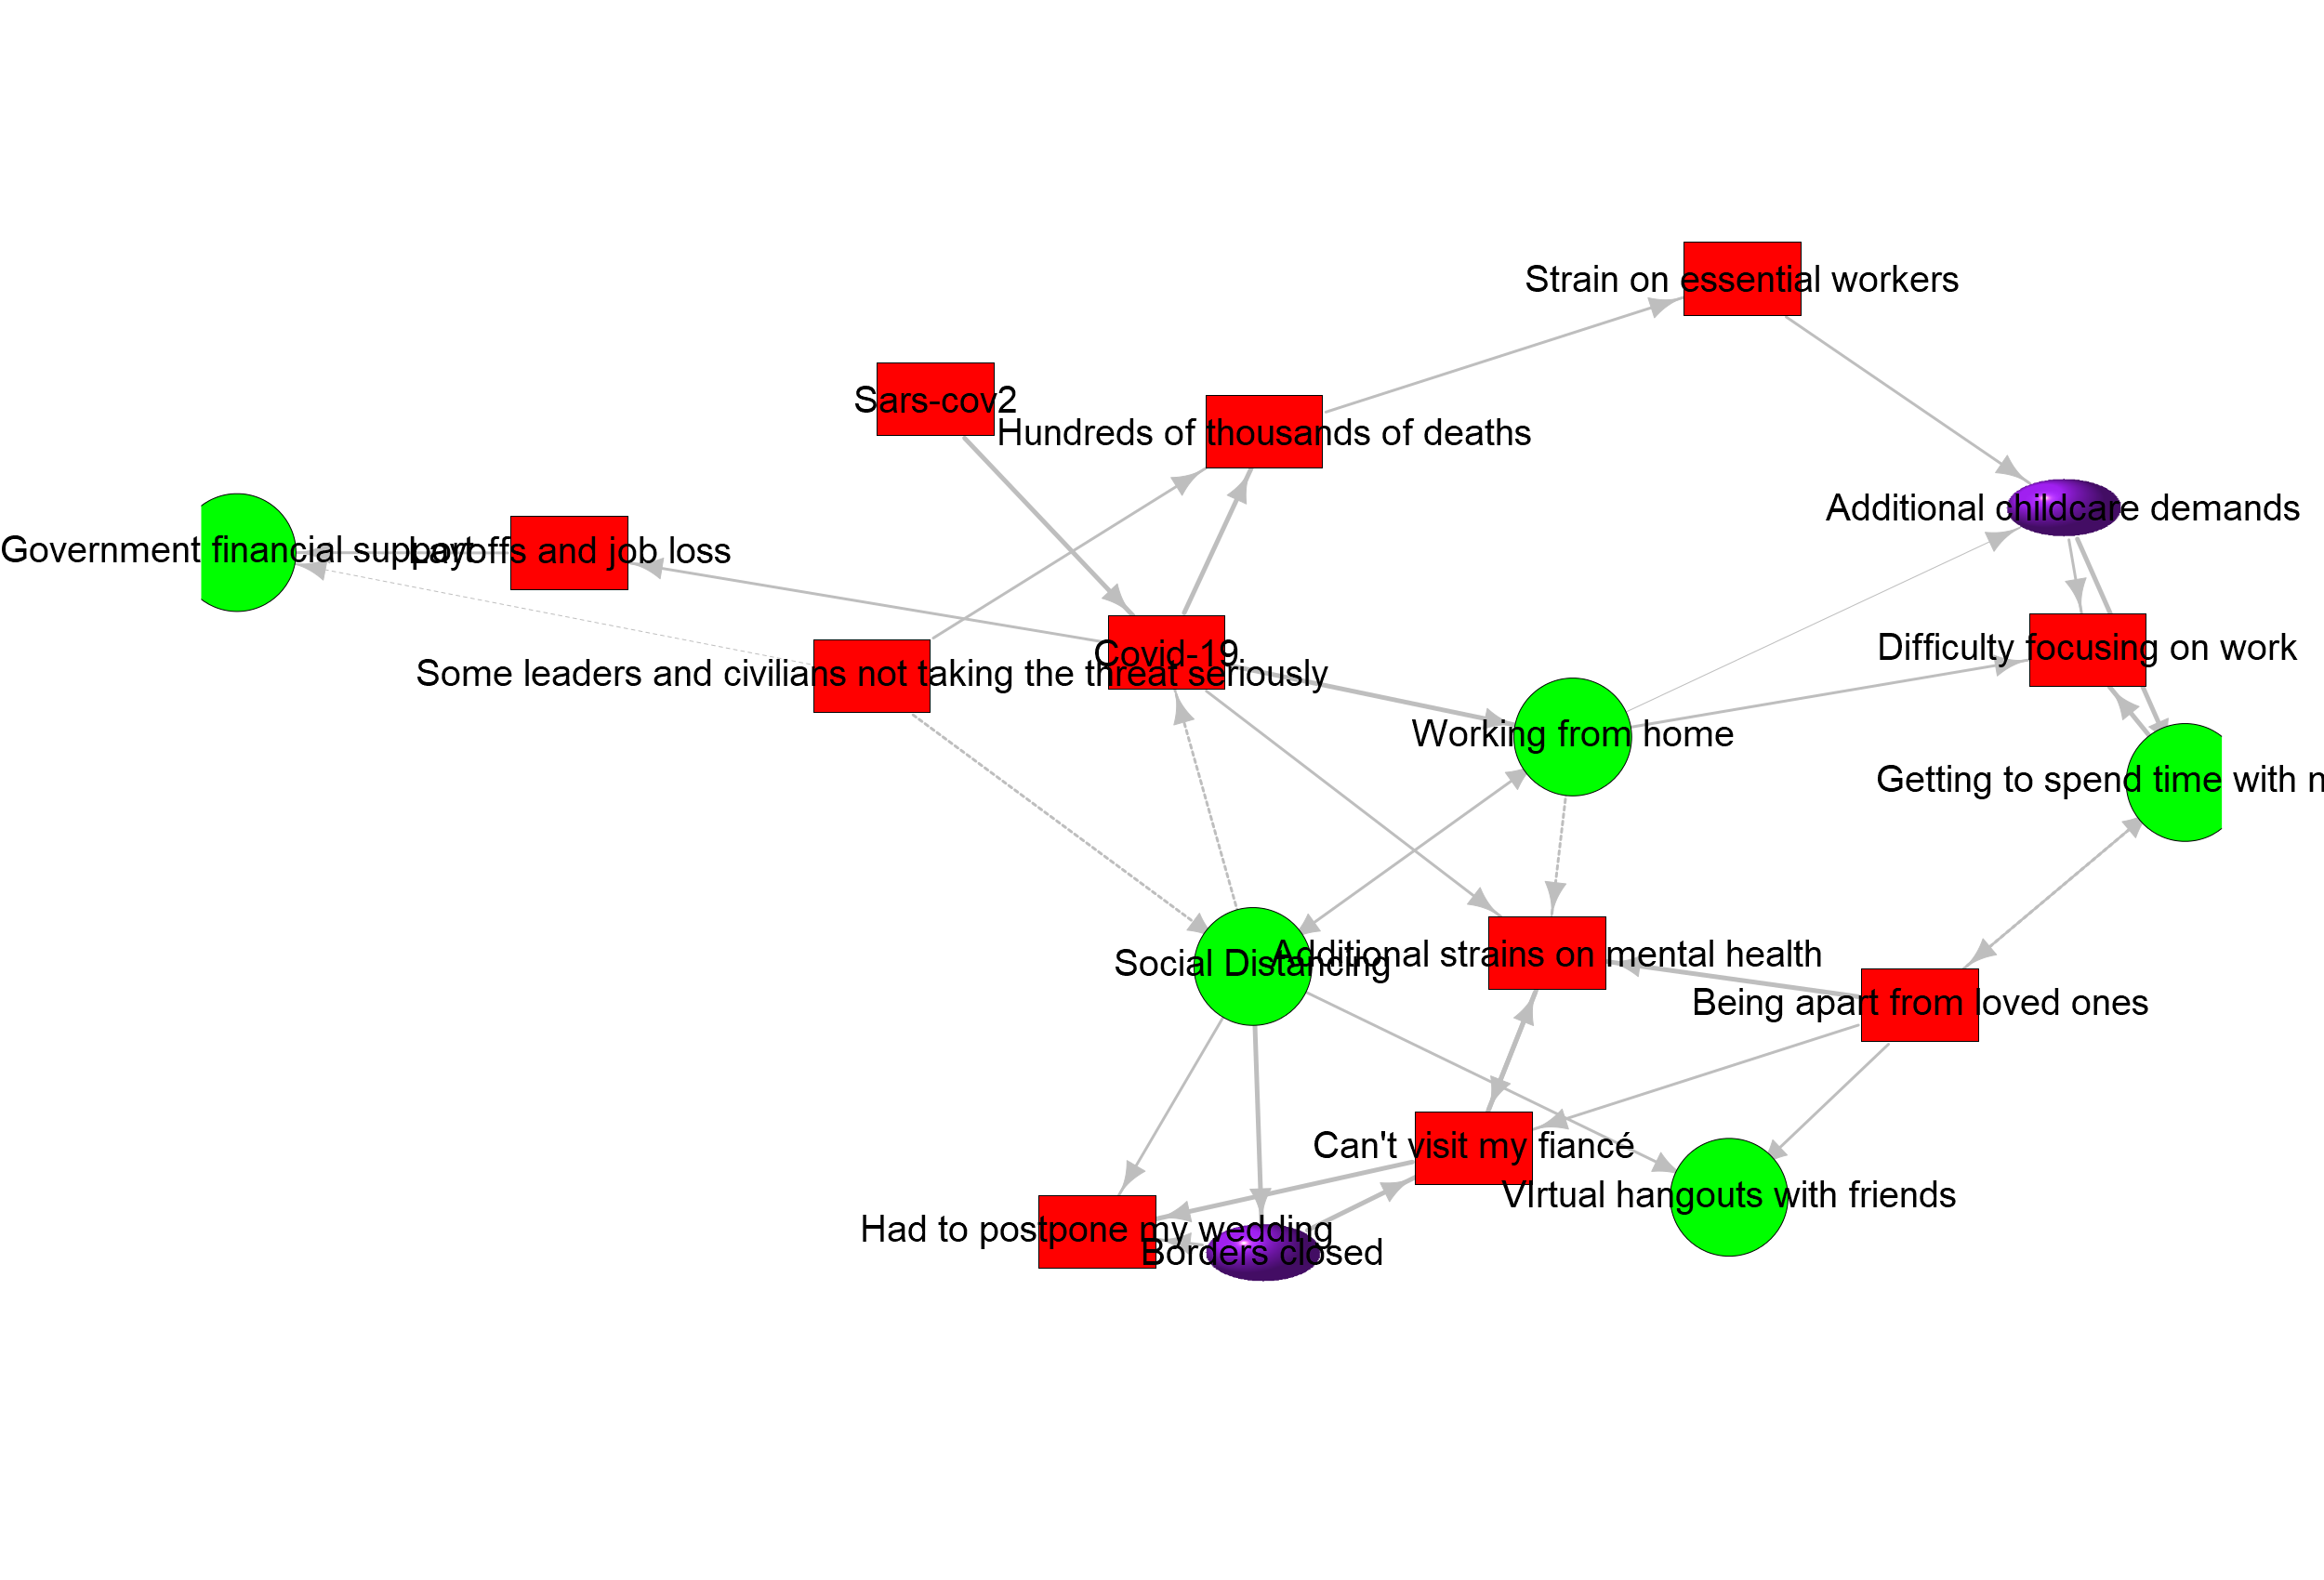 Strain on essential workers
Sars-cov2
Hundreds of thousands of deaths
Additional childcare demands
Government financial support
Layoffs and job loss
Covid-19
Some leaders and civilians not taking the threat seriously
Difficulty focusing on work
Working from home
Getting to spend time with
Social Distancing
Additional strains on mental health
Being apart from loved ones
Can't visit my fiancé
VIrtual hangouts with friends
Had to postpone my wedding
Borders closed